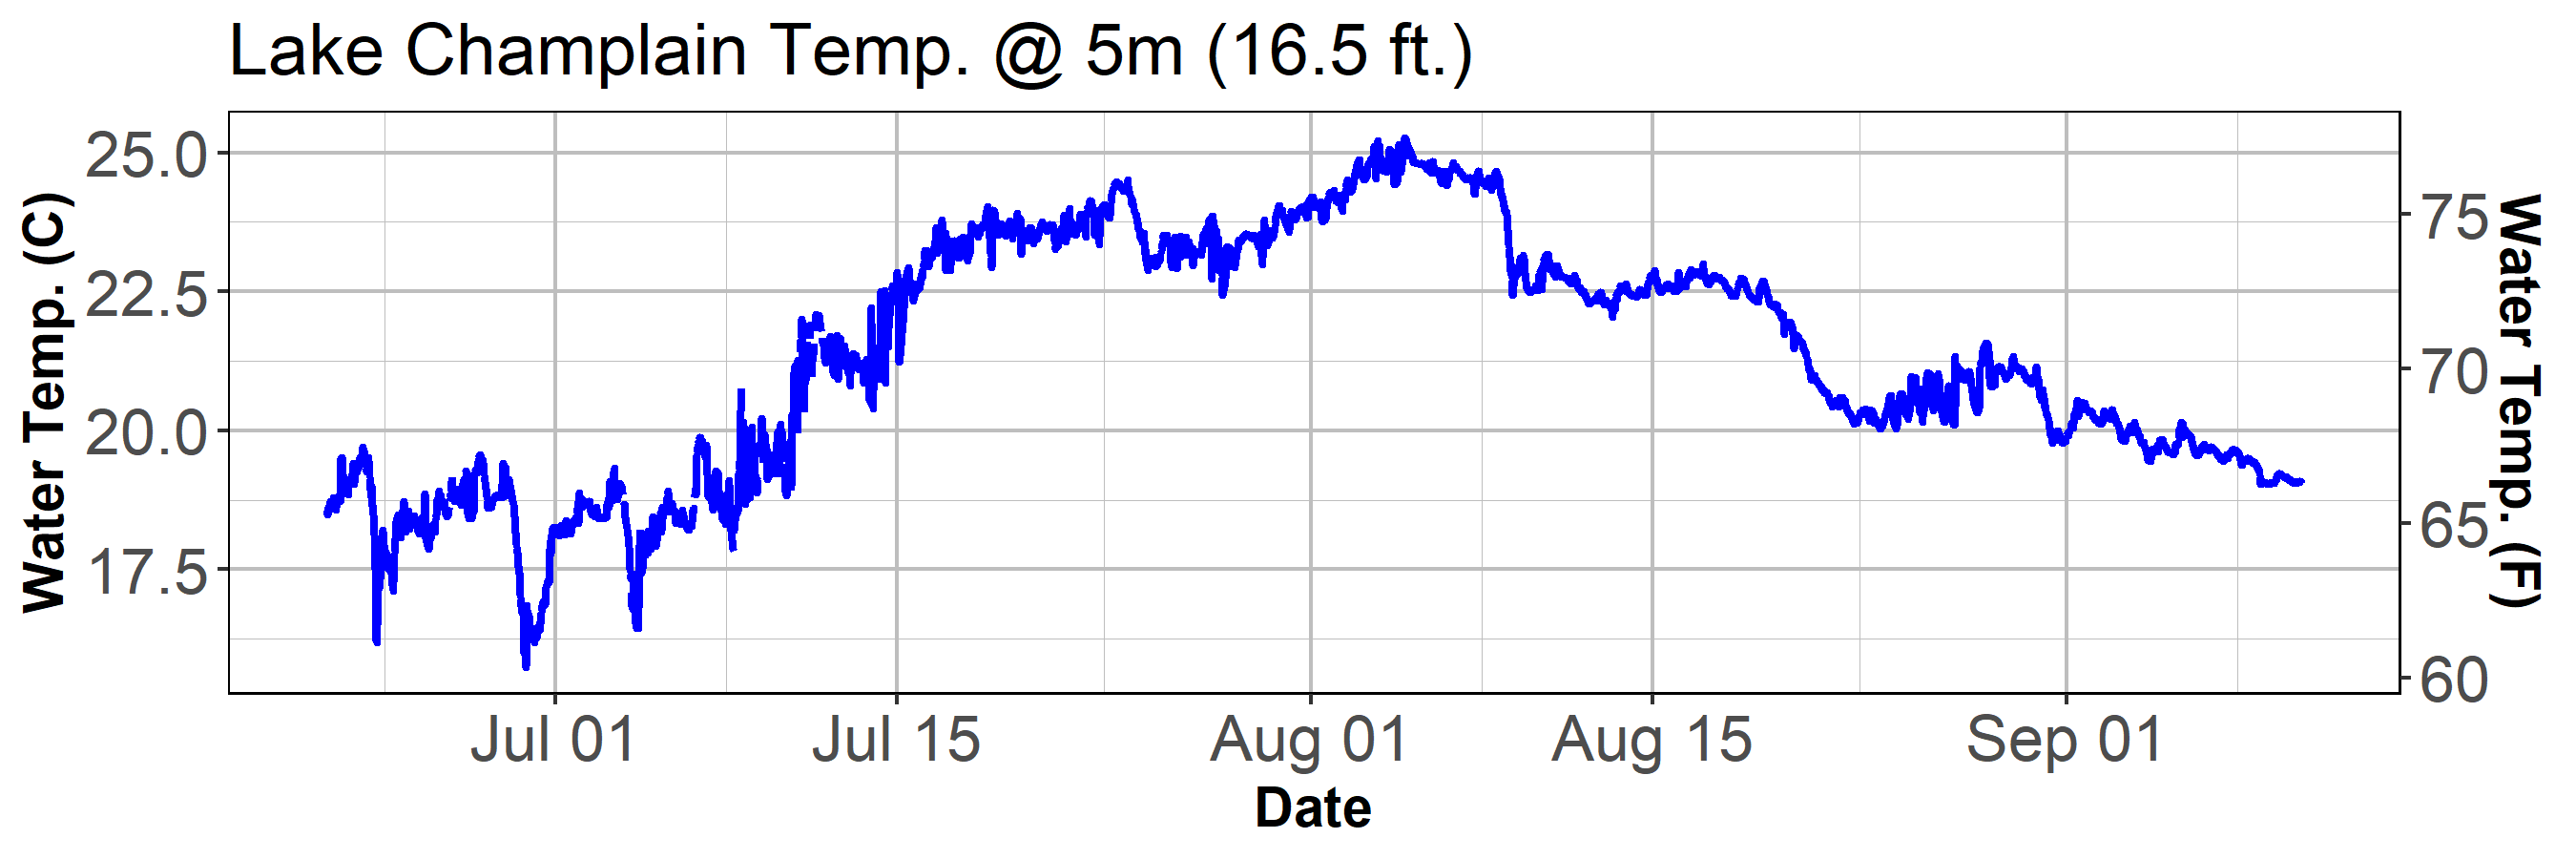 Lake Champlain Temp. @ 5m (16.5 ft.)
Water Temp. (C)
25.0
22.5
20.0
17.5
75
70
65
60
Water Temp. (F)
Jul 01 Jul 15 Aug 01 Aug 15 Sep 01
Date